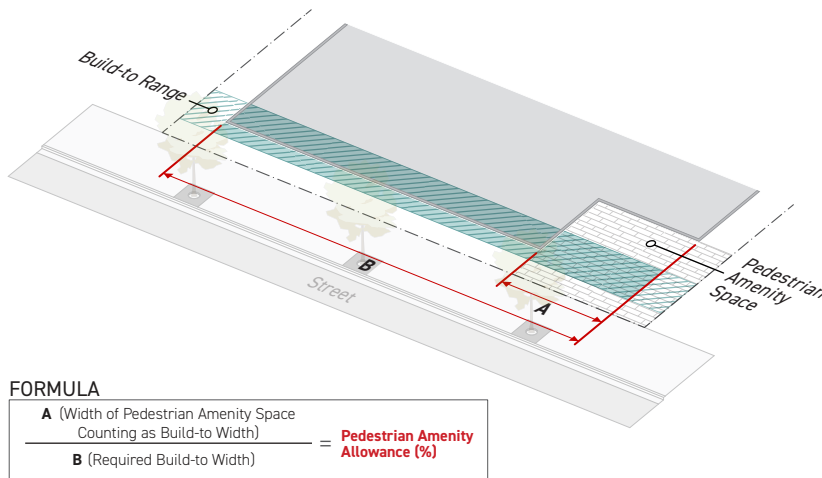 Build-to Range
Pedestrian
Amenity
Space
A
B
Street
FORMULA
A (Width of Pedestrian Amenity Space
Counting as Build-to Width)
B (Required Build-to Width)
= Pedestrian Amenity
Allowance (%)